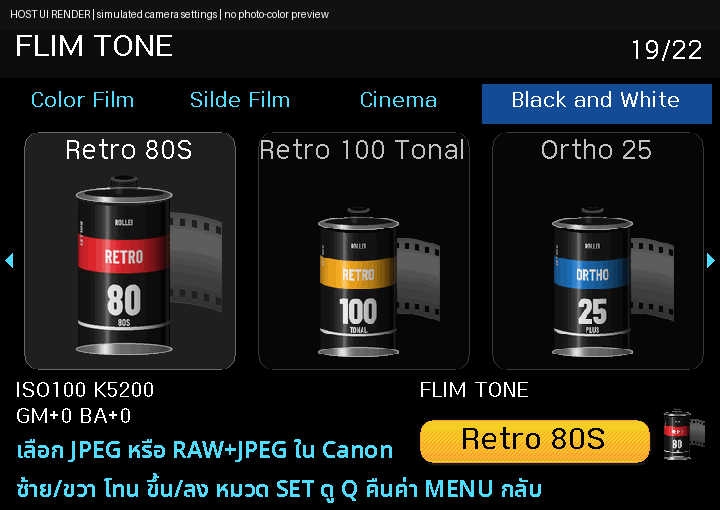 HOST UI RENDER | simulated camera settings | no photo-color preview
FLIM TONE
19/22
Color Film Silde Film Cinema Black and White
Retro 80S Retro 100 Tonal Ortho 25
ROLLEI
RETRO
80
80S
ROLLEI
RETRO
100
TONAL
ROLLEI
ORTHO
25
PLUS
ISO100 K5200
GM+0 BA+0
FLIM TONE
Retro 80S
RETRO
80
เลือก JPEG หรือ RAW+JPEG ใน Canon
ซ้าย/ขวา โทน ขึ้น/ลง หมวด SET ดู Q คืนค่า MENU กลับ